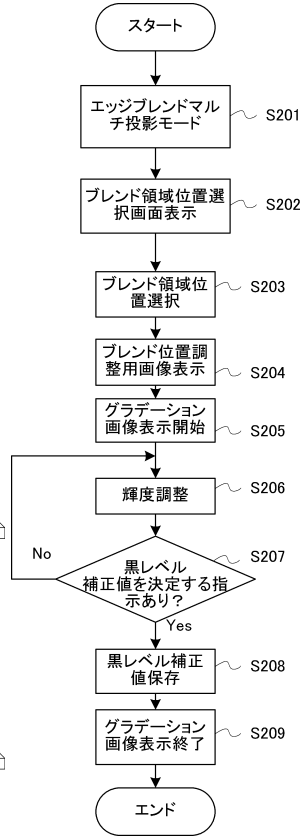 スタート
エッジブレンドマル
チ投影モード
S201
ブレンド領域位置選
択画面表示
S202
ブレンド領域位
置選択
S203
ブレンド位置調
整用画像表示
S204
グラデーション
画像表示開始
S205
輝度調整
S206
黒レベル
補正値を決定する指
示あり？
S207
No
Yes
黒レベル補正
値保存
S208
グラデーション
画像表示終了
S209
エンド